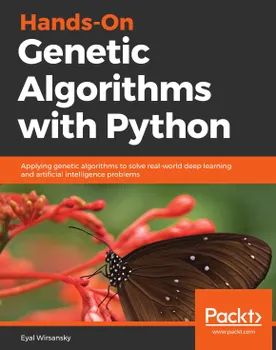 Hands-On
Genetic
Algorithms
with Python
Applying genetic algorithms to solve real-world deep learning
and artificial intelligence problems
Eyal Wirsansky
Packt>
www.packt.com